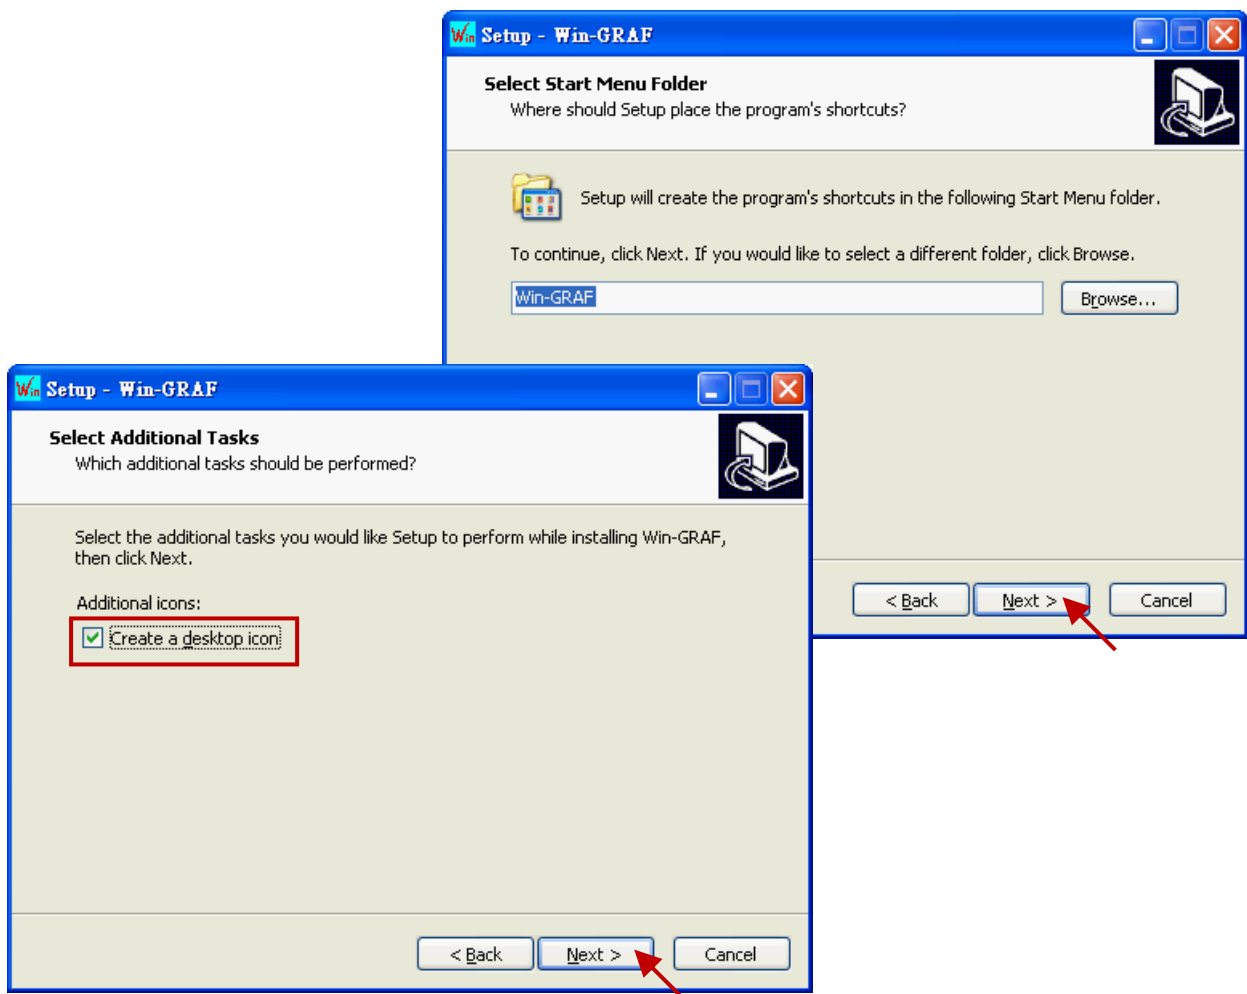 Win Setup - Win-GRAF
Select Start Menu Folder
Where should Setup place the program's shortcuts?
Setup will create the program's shortcuts in the following Start Menu folder.
To continue, click Next. If you would like to select a different folder, click Browse.
Win-GRAF
Browse...
< Back
Next >
Cancel
Win Setup - Win-GRAF
Select Additional Tasks
Which additional tasks should be performed?
Select the additional tasks you would like Setup to perform while installing Win-GRAF,
then click Next.
Additional icons:
Create a desktop icon
< Back
Next >
Cancel